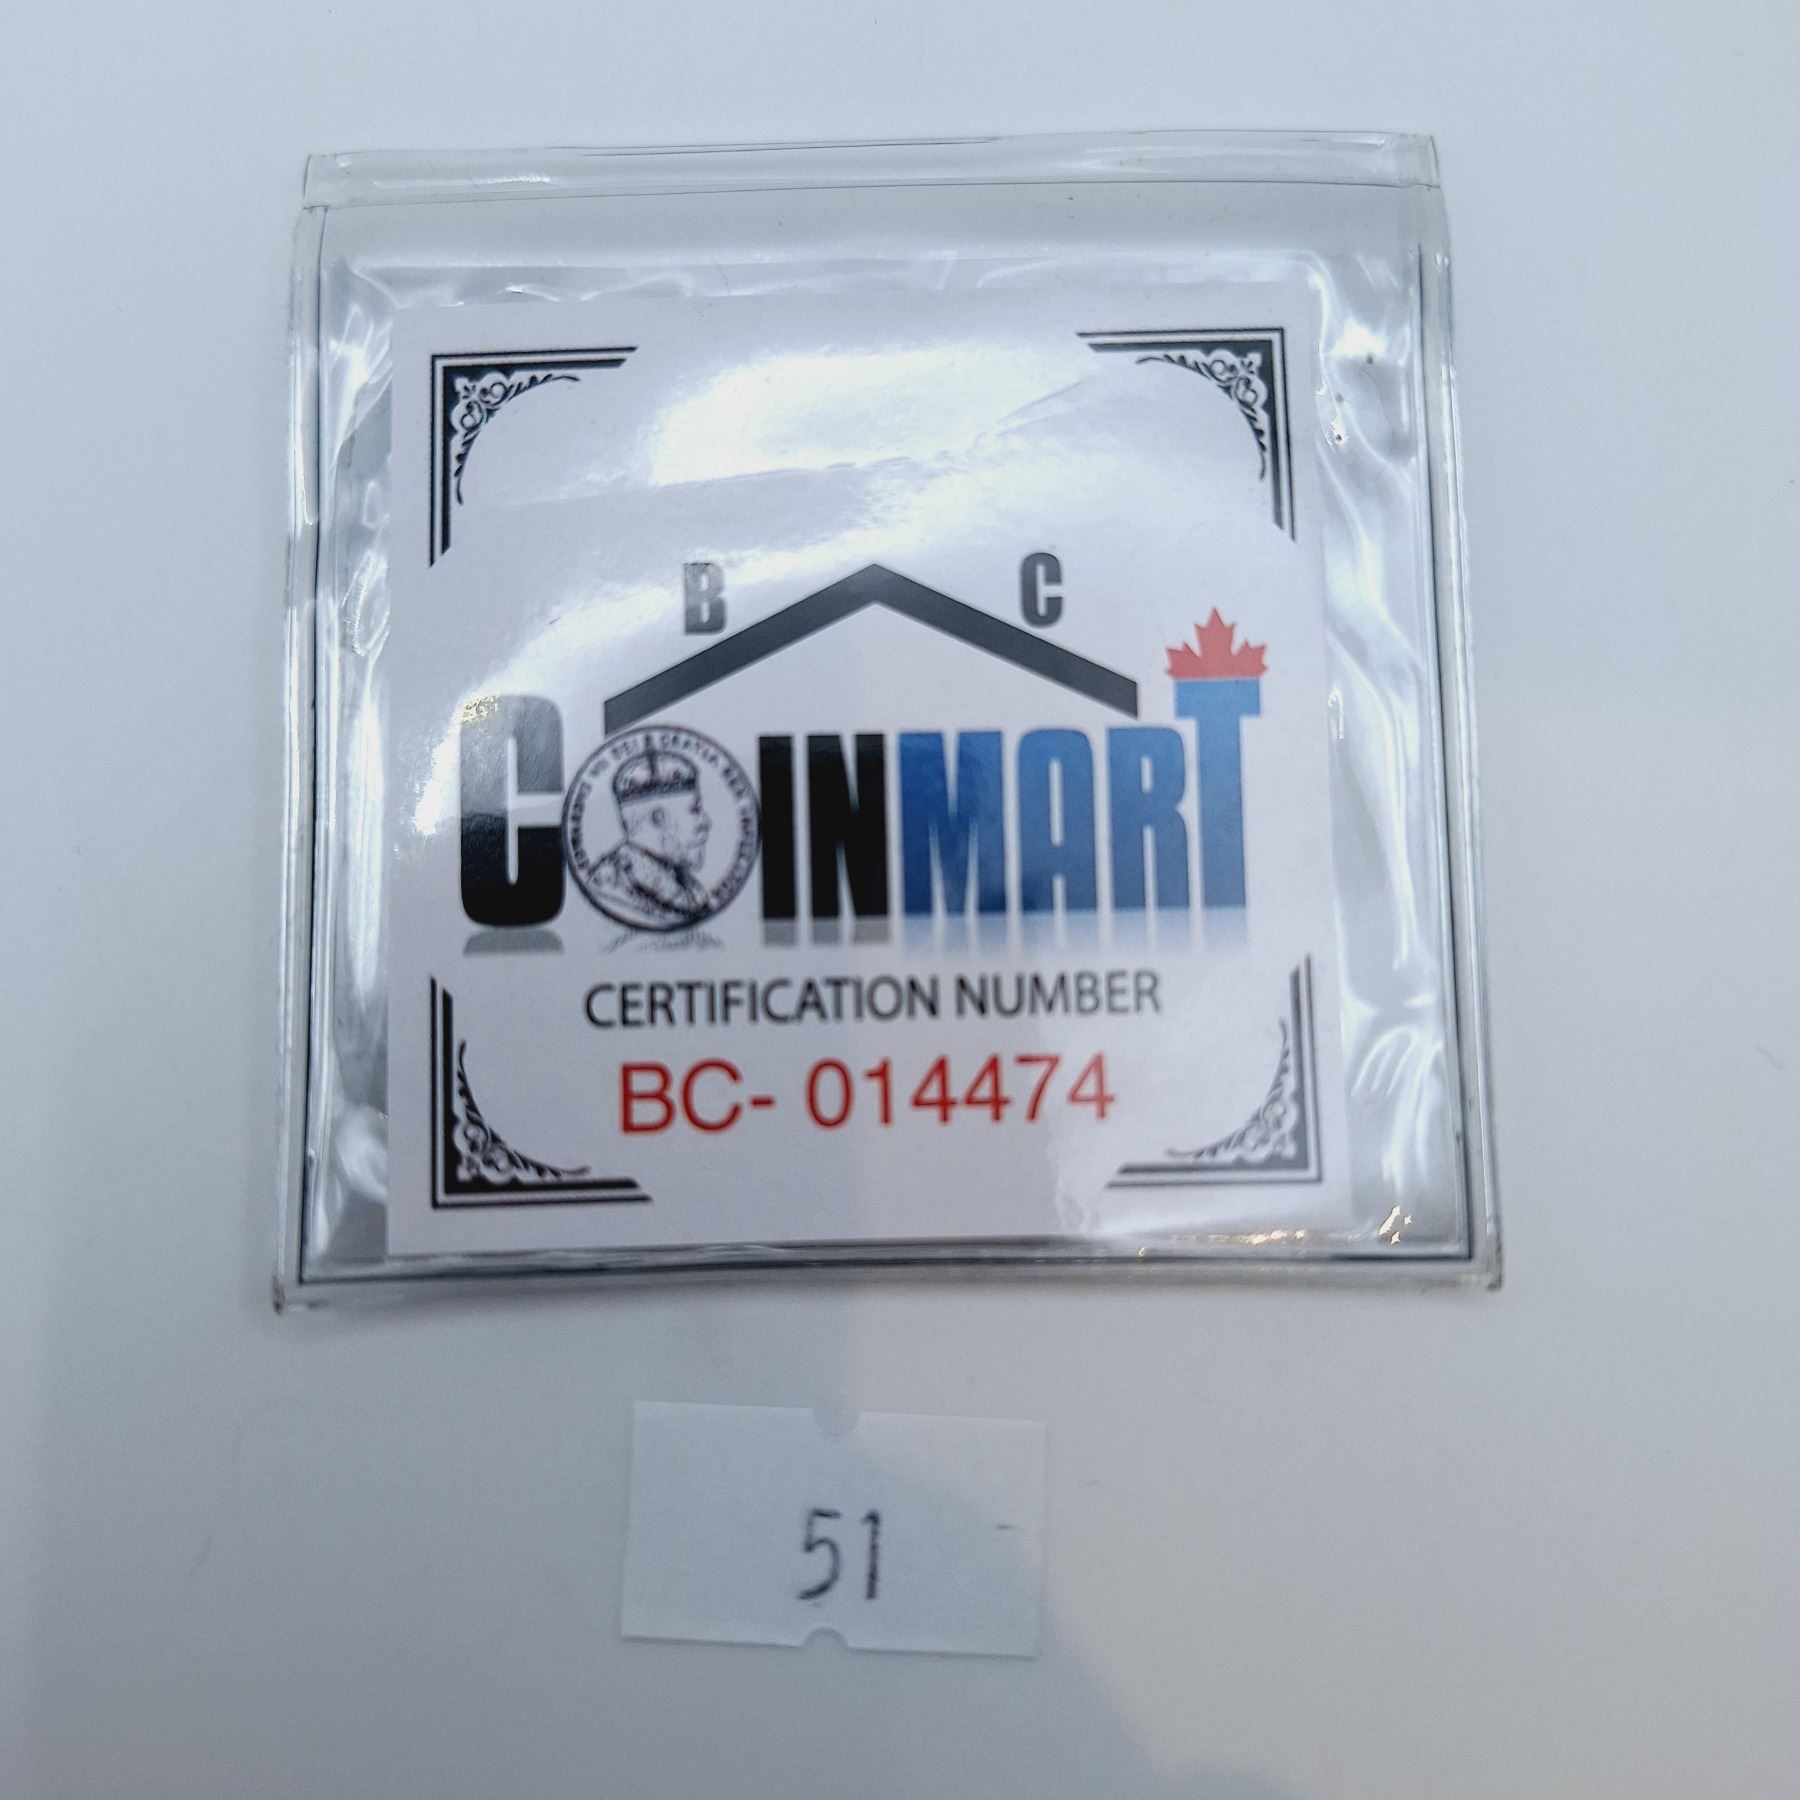 B C
COINMART
CERTIFICATION NUMBER
BC- 014474
51